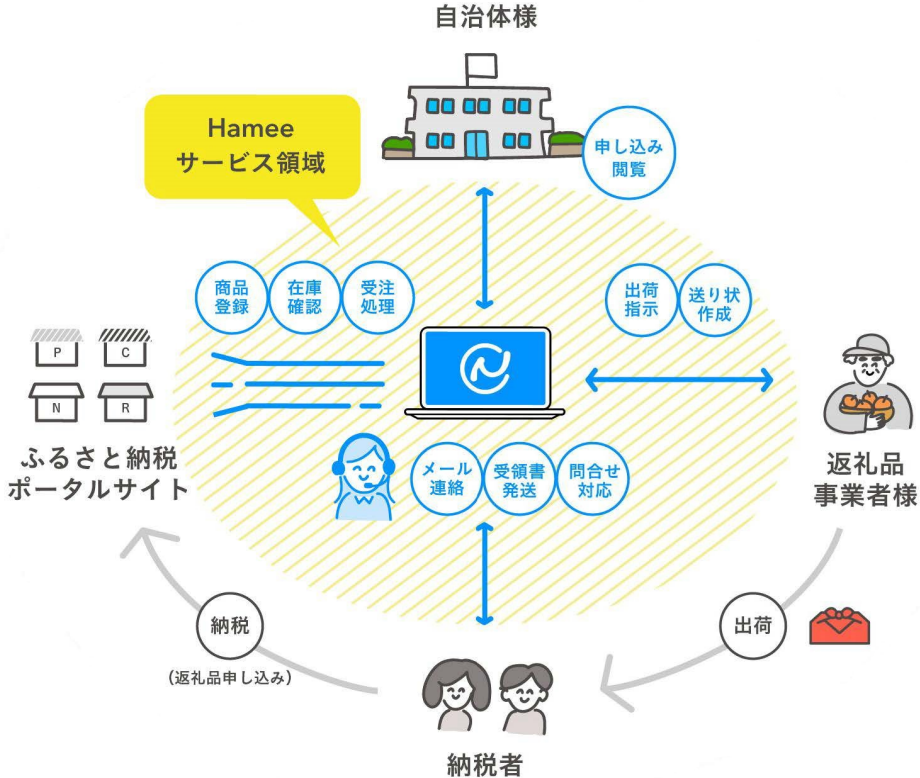 自治体様
Hamee
サービス領域
申し込み
閲覧
商品
登録
在庫
確認
受注
処理
出荷
指示
送り状
作成
P
C
N
R
ふるさと納税
ポータルサイト
メール
連絡
受領書
発送
問合せ
対応
返礼品
事業者様
納税
(返礼品申し込み)
出荷
納税者